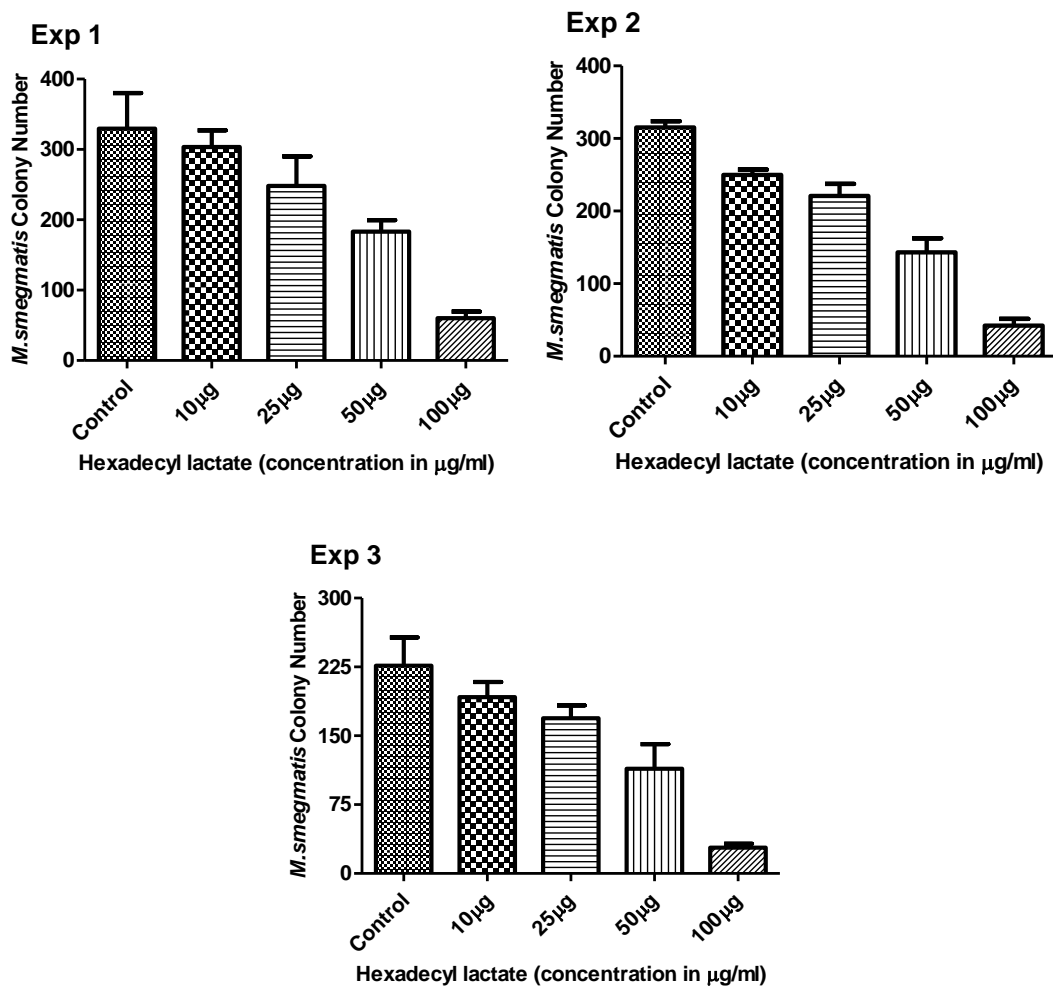 Exp 1
M.smegmatis Colony Number
400
300
200
100
0
Control
10µg
25µg
50µg
100µg
Hexadecyl lactate (concentration in µg/ml)
Exp 2
M.smegmatis Colony Number
400
300
200
100
0
Control
10µg
25µg
50µg
100µg
Hexadecyl lactate (concentration in µg/ml)
Exp 3
M.smegmatis Colony Number
300
225
150
75
0
Control
10µg
25µg
50µg
100µg
Hexadecyl lactate (concentration in µg/ml)